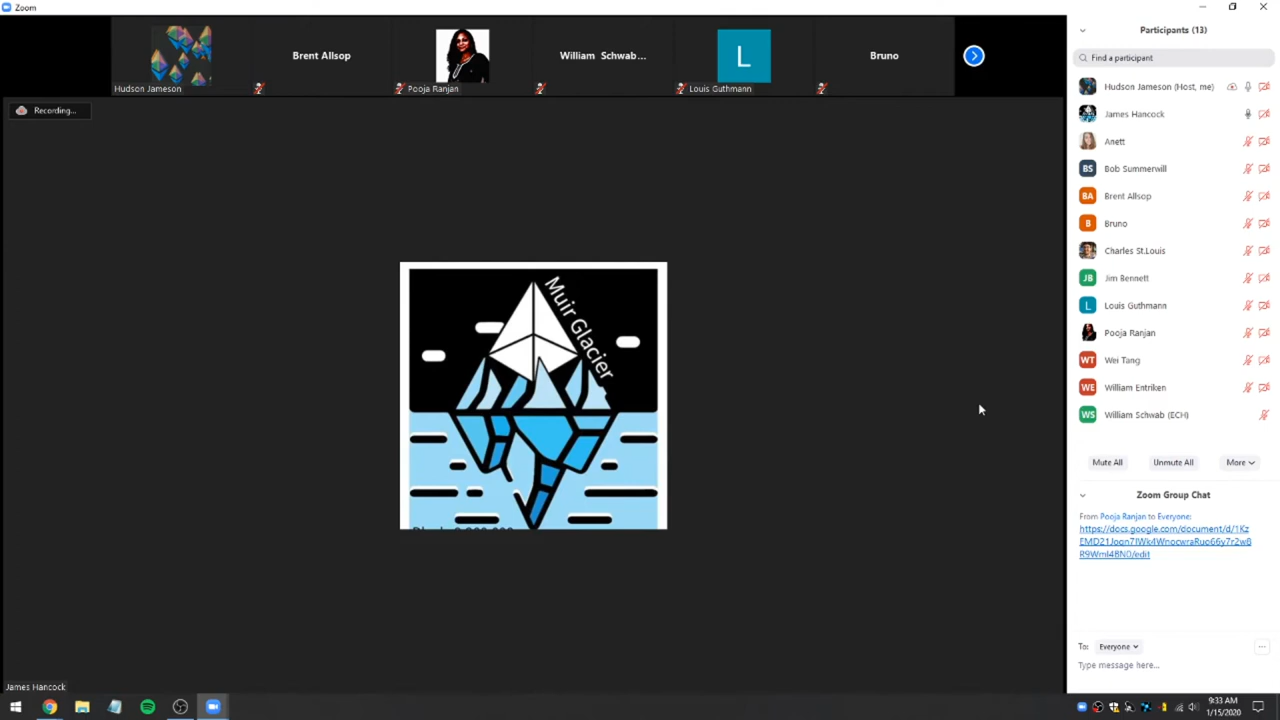 Zoom
Hudson Jameson
Brent Allsop
Pooja Ranjan
William Schwab...
L
Louis Guthmann
Bruno
Recording...
Muir Glacier
James Hancock
Participants (13)
Find a participant
Hudson Jameson (Host, me)
James Hancock
Anett
BS Bob Summerwill
BA Brent Allsop
B Bruno
Charles St.Louis
JB Jim Bennett
L Louis Guthmann
Pooja Ranjan
WT Wei Tang
WE William Entriken
WS William Schwab (ECH)
Mute All Unmute All More
Zoom Group Chat
From Pooja Ranjan to Everyone:
To: Everyone
Type message here...
9:33 AM
1/15/2020